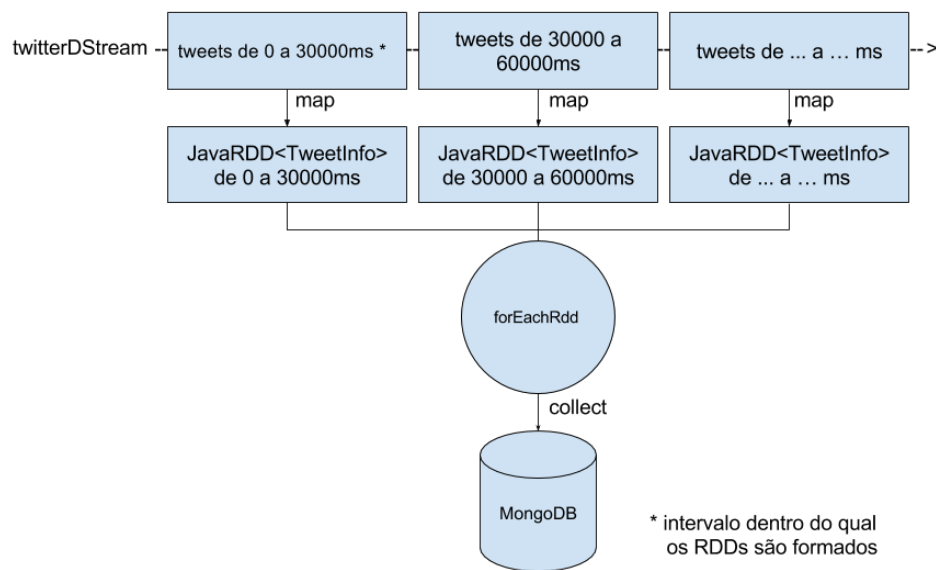 twitterDStream
tweets de 0 a 30000ms *
tweets de 30000 a
60000ms
tweets de ... a … ms
map
map
map
JavaRDD<TweetInfo>
de 0 a 30000ms
JavaRDD<TweetInfo>
de 30000 a 60000ms
JavaRDD<TweetInfo>
de ... a … ms
forEachRdd
collect
MongoDB
* intervalo dentro do qual
os RDDs são formados